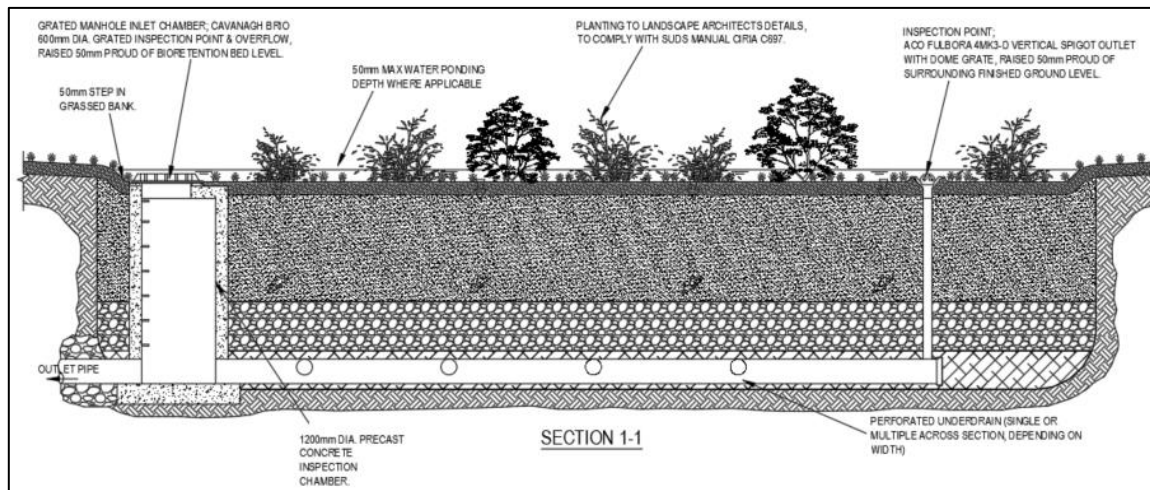 GRATED MANHOLE INLET CHAMBER; CAVANAGH BRIO
600mm DIA. GRATED INSPECTION POINT & OVERFLOW,
RAISED 50mm PROUD OF BIORETENTION BED LEVEL.
50mm STEP IN
GRASSED BANK.
50mm MAX WATER PONDING
DEPTH WHERE APPLICABLE
PLANTING TO LANDSCAPE ARCHITECTS DETAILS,
TO COMPLY WITH SUDS MANUAL CIRIA C697.
INSPECTION POINT;
ACO FULBORA 4MK3-D VERTICAL SPIGOT OUTLET
WITH DOME GRATE, RAISED 50mm PROUD OF
SURROUNDING FINISHED GROUND LEVEL.
OUTLET PIPE
1200mm DIA. PRECAST
CONCRETE
INSPECTION
CHAMBER.
SECTION 1-1
PERFORATED UNDERDRAIN (SINGLE OR
MULTIPLE ACROSS SECTION, DEPENDING ON
WIDTH)